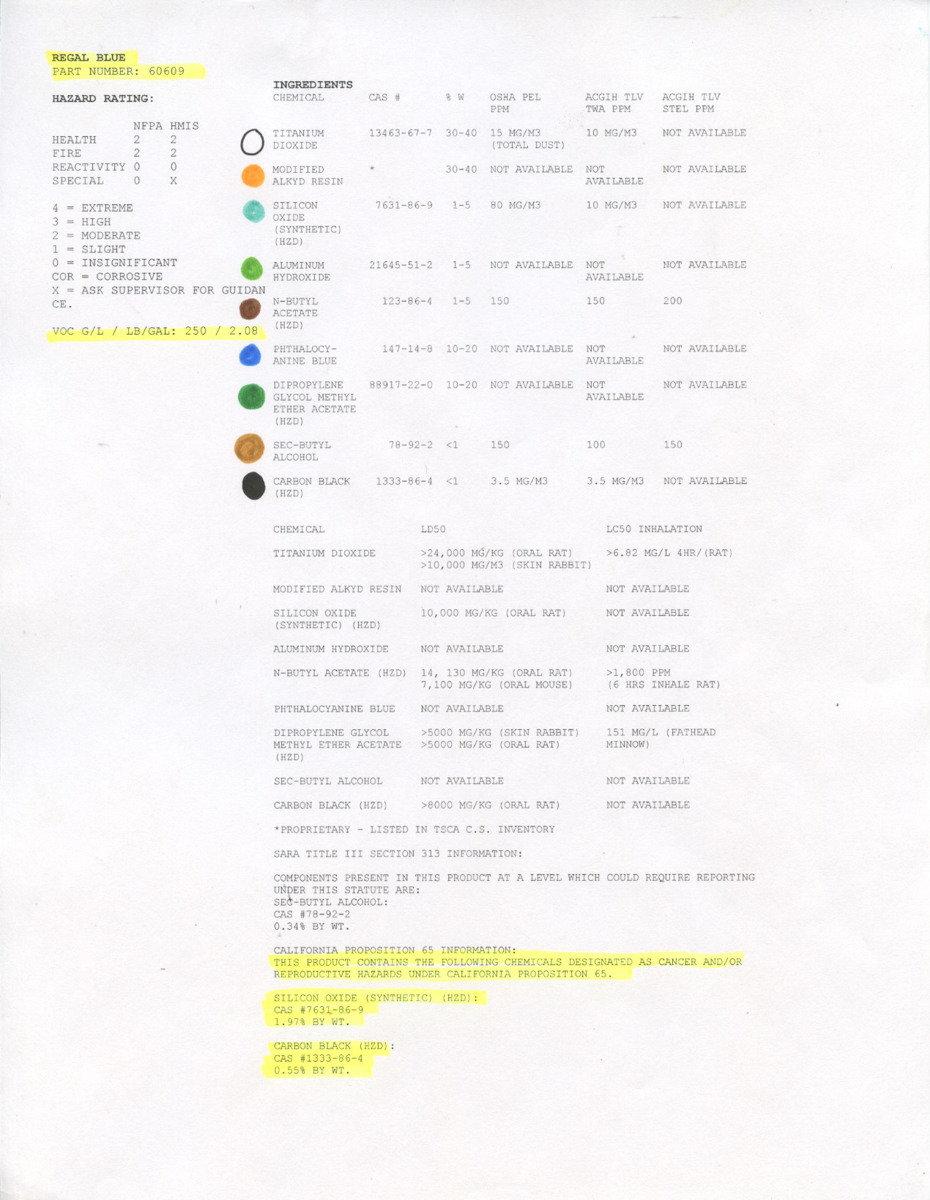 REGAL BLUE
PART NUMBER: 60609
HAZARD RATING:
NFPA HMIS
HEALTH 2 2
FIRE 2 2
REACTIVITY 0 0
SPECIAL 0 X
4 = EXTREME
3 = HIGH
2 = MODERATE
1 = SLIGHT
0 = INSIGNIFICANT
COR = CORROSIVE
X = ASK SUPERVISOR FOR GUIDAN
CE.
VOC G/L / LB/GAL: 250 / 2.08
INGREDIENTS
CHEMICAL CAS # % W OSHA PEL ACGIH TLV ACGIH TLV
PPM TWA PPM STEL PPM
TITANIUM 13463-67-7 30-40 15 MG/M3 10 MG/M3 NOT AVAILABLE
DIOXIDE (TOTAL DUST)
MODIFIED * 30-40 NOT AVAILABLE NOT NOT AVAILABLE
ALKYD RESIN AVAILABLE
SILICON 7631-86-9 1-5 80 MG/M3 10 MG/M3 NOT AVAILABLE
OXIDE
(SYNTHETIC)
(HZD)
ALUMINUM 21645-51-2 1-5 NOT AVAILABLE NOT NOT AVAILABLE
HYDROXIDE AVAILABLE
N-BUTYL 123-86-4 1-5 150 150 200
ACETATE
(HZD)
PHTHALOCY- 147-14-8 10-20 NOT AVAILABLE NOT NOT AVAILABLE
ANINE BLUE AVAILABLE
DIPROPYLENE 88917-22-0 10-20 NOT AVAILABLE NOT NOT AVAILABLE
GLYCOL METHYL AVAILABLE
ETHER ACETATE
(HZD)
SEC-BUTYL 78-92-2 <1 150 100 150
ALCOHOL
CARBON BLACK 1333-86-4 <1 3.5 MG/M3 3.5 MG/M3 NOT AVAILABLE
(HZD)
CHEMICAL LD50 LC50 INHALATION
TITANIUM DIOXIDE >24,000 MG/KG (ORAL RAT) >6.82 MG/L 4HR/(RAT)
>10,000 MG/M3 (SKIN RABBIT)
MODIFIED ALKYD RESIN NOT AVAILABLE NOT AVAILABLE
SILICON OXIDE 10,000 MG/KG (ORAL RAT) NOT AVAILABLE
(SYNTHETIC) (HZD)
ALUMINUM HYDROXIDE NOT AVAILABLE NOT AVAILABLE
N-BUTYL ACETATE (HZD) 14, 130 MG/KG (ORAL RAT) >1,800 PPM
7,100 MG/KG (ORAL MOUSE) (6 HRS INHALE RAT)
PHTHALOCYANINE BLUE NOT AVAILABLE NOT AVAILABLE
DIPROPYLENE GLYCOL >5000 MG/KG (SKIN RABBIT) 151 MG/L (FATHEAD
METHYL ETHER ACETATE >5000 MG/KG (ORAL RAT) MINNOW)
(HZD)
SEC-BUTYL ALCOHOL NOT AVAILABLE NOT AVAILABLE
CARBON BLACK (HZD) >8000 MG/KG (ORAL RAT) NOT AVAILABLE
*PROPRIETARY - LISTED IN TSCA C.S. INVENTORY
SARA TITLE III SECTION 313 INFORMATION:
COMPONENTS PRESENT IN THIS PRODUCT AT A LEVEL WHICH COULD REQUIRE REPORTING
UNDER THIS STATUTE ARE:
SEC-BUTYL ALCOHOL:
CAS #78-92-2
0.34% BY WT.
CALIFORNIA PROPOSITION 65 INFORMATION:
THIS PRODUCT CONTAINS THE FOLLOWING CHEMICALS DESIGNATED AS CANCER AND/OR
REPRODUCTIVE HAZARDS UNDER CALIFORNIA PROPOSITION 65.
SILICON OXIDE (SYNTHETIC) (HZD):
CAS #7631-86-9
1.97% BY WT.
CARBON BLACK (HZD):
CAS #1333-86-4
0.55% BY WT.